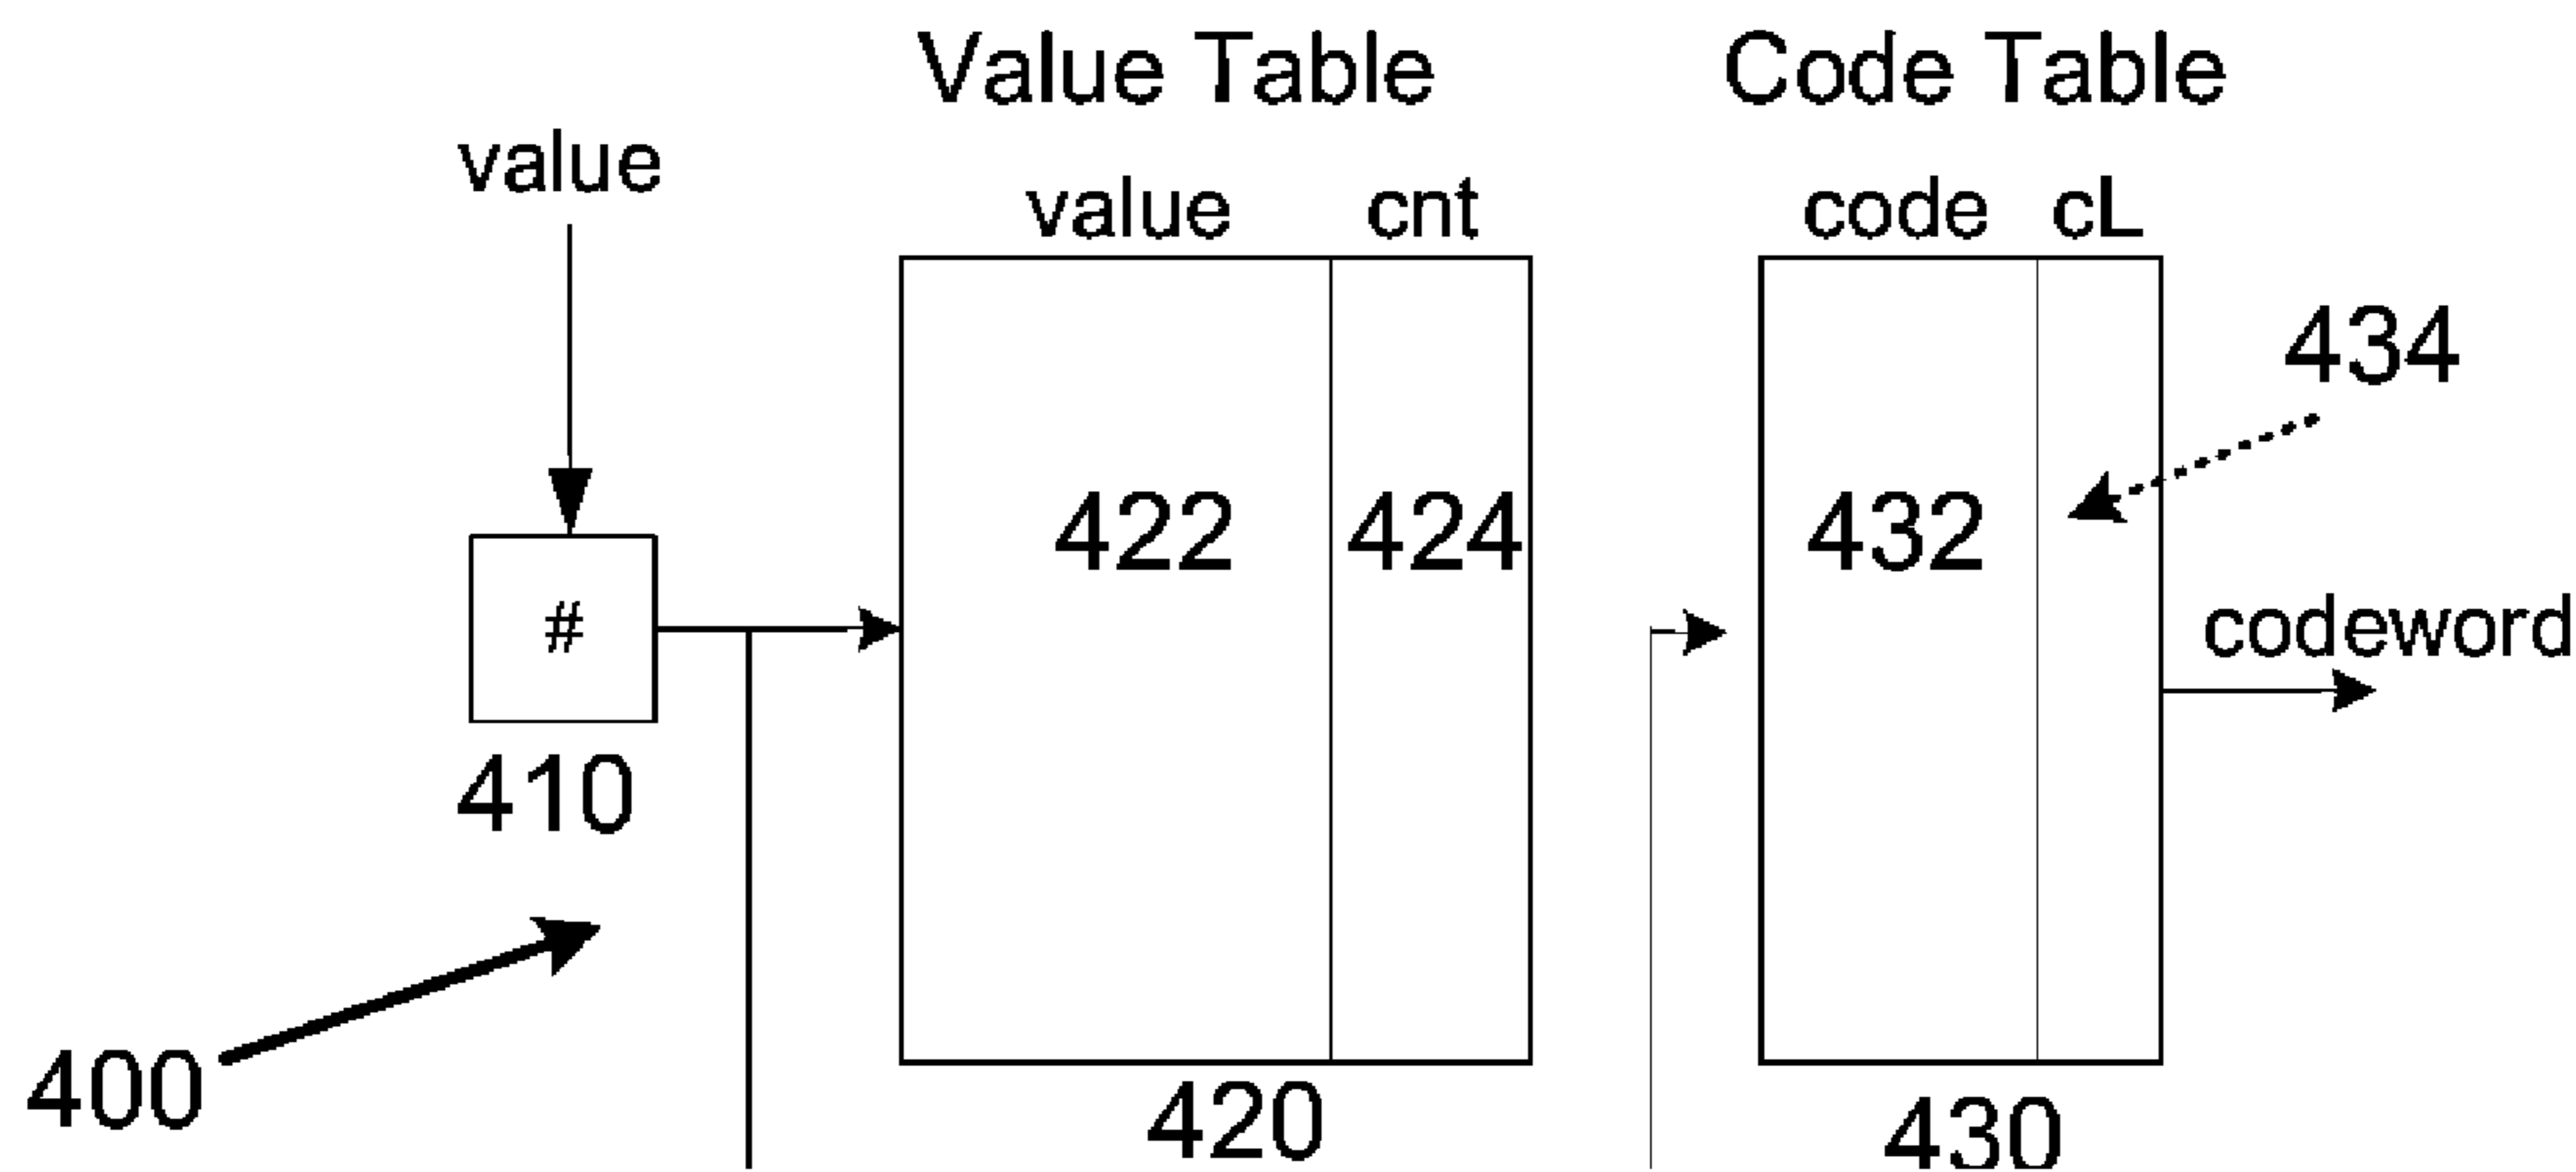 Value Table
Code Table
value
value
cnt
code
cL
434
422
424
432
#
codeword
410
400
420
430